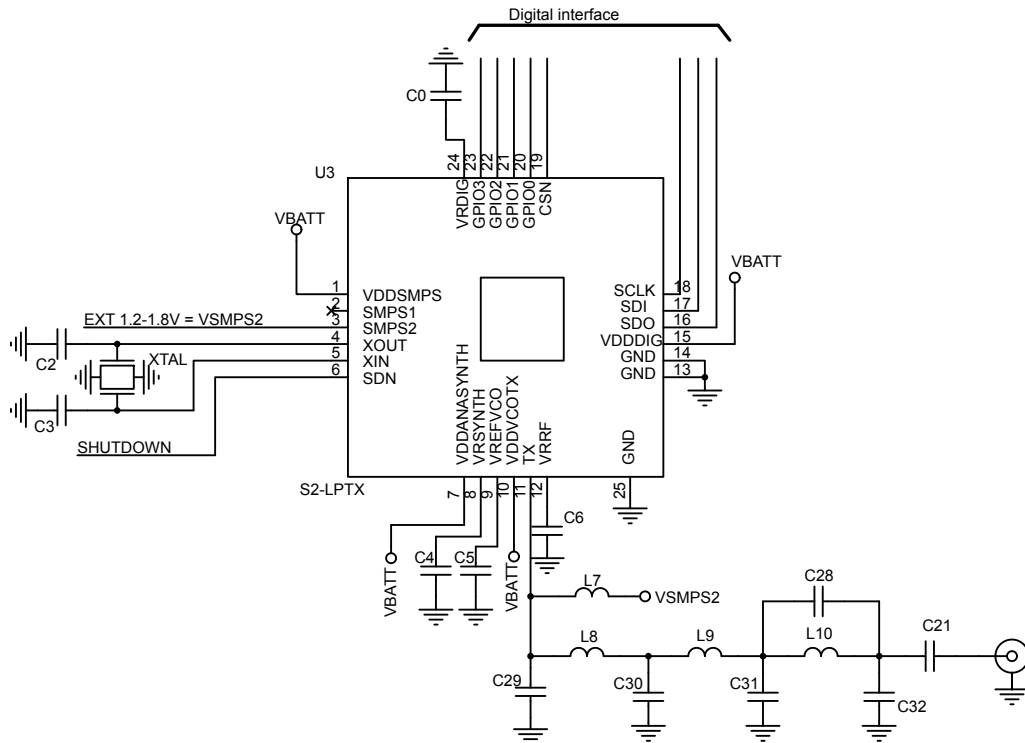 Digital interface
C0
U3
24
23
22
21
20
19
VRDIG
GPIO3
GPIO2
GPIO1
GPIO0
CSN
VBATT
VBATT
1
VDDSMPS
2
SMPS1
EXT 1.2-1.8V = VSMPS2
3
SMPS2
4
XOUT
5
XIN
6
SDN
SCLK
18
SDI
17
SDO
16
VDDDIG
15
GND
14
GND
13
C2
XTAL
C3
SHUTDOWN
VDDANASYNTH
VRSYNTH
VREFVCO
VDDVCOTX
TX
VRRF
GND
S2-LPTX
7
8
9
10
11
12
25
C6
VBATT
C4
C5
VBATT
L7
VSMPS2
C28
L8
L9
L10
C21
C29
C30
C31
C32